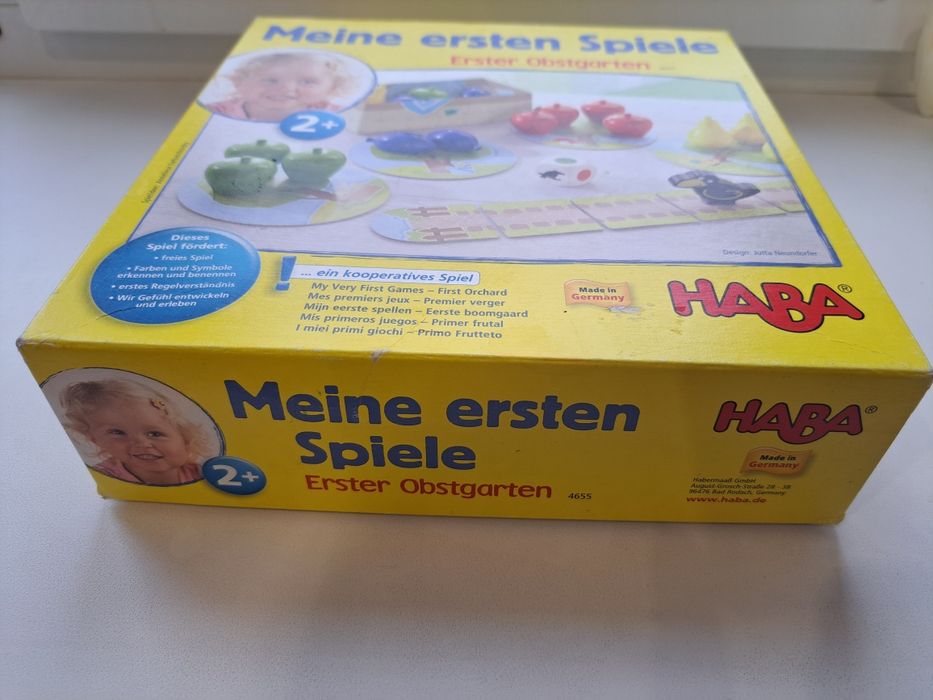 Meine ersten Spiele
Erster Obstgarten
2+
Design: Jutta Neundorfer
Dieses
Spiel fördert:
• freies Spiel
• Farben und Symbole
erkennen und benennen
• erstes Regelverständnis
• Wir Gefühl entwickeln
und erleben
! ... ein kooperatives Spiel
My Very First Games – First Orchard
Mes premiers jeux – Premier verger
Mijn eerste spellen – Eerste boomgaard
Mis primeros juegos – Primer frutal
I miei primi giochi – Primo Frutteto
Made in
Germany
HABA®
Meine ersten
Spiele
Erster Obstgarten 4655
2+
HABA®
Made in
Germany
Habermaaß GmbH
August-Grosch-Straße 28 - 38
96476 Bad Rodach, Germany
www.haba.de